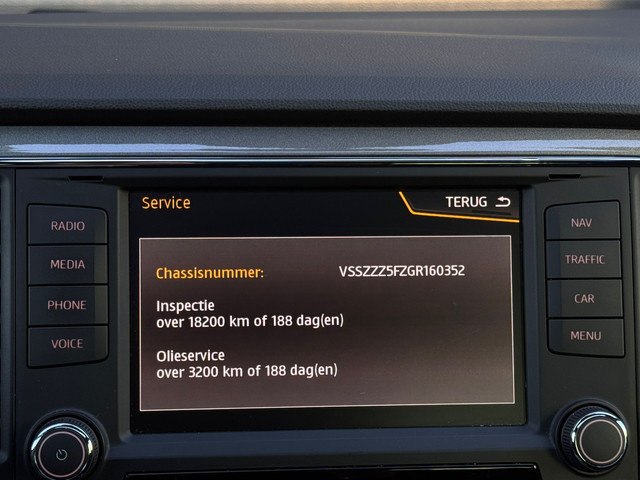 Service
TERUG
RADIO
MEDIA
PHONE
VOICE
Chassisnummer: VSSZZZ5FZGR160352
Inspectie
over 18200 km of 188 dag(en)
Olieservice
over 3200 km of 188 dag(en)
NAV
TRAFFIC
CAR
MENU